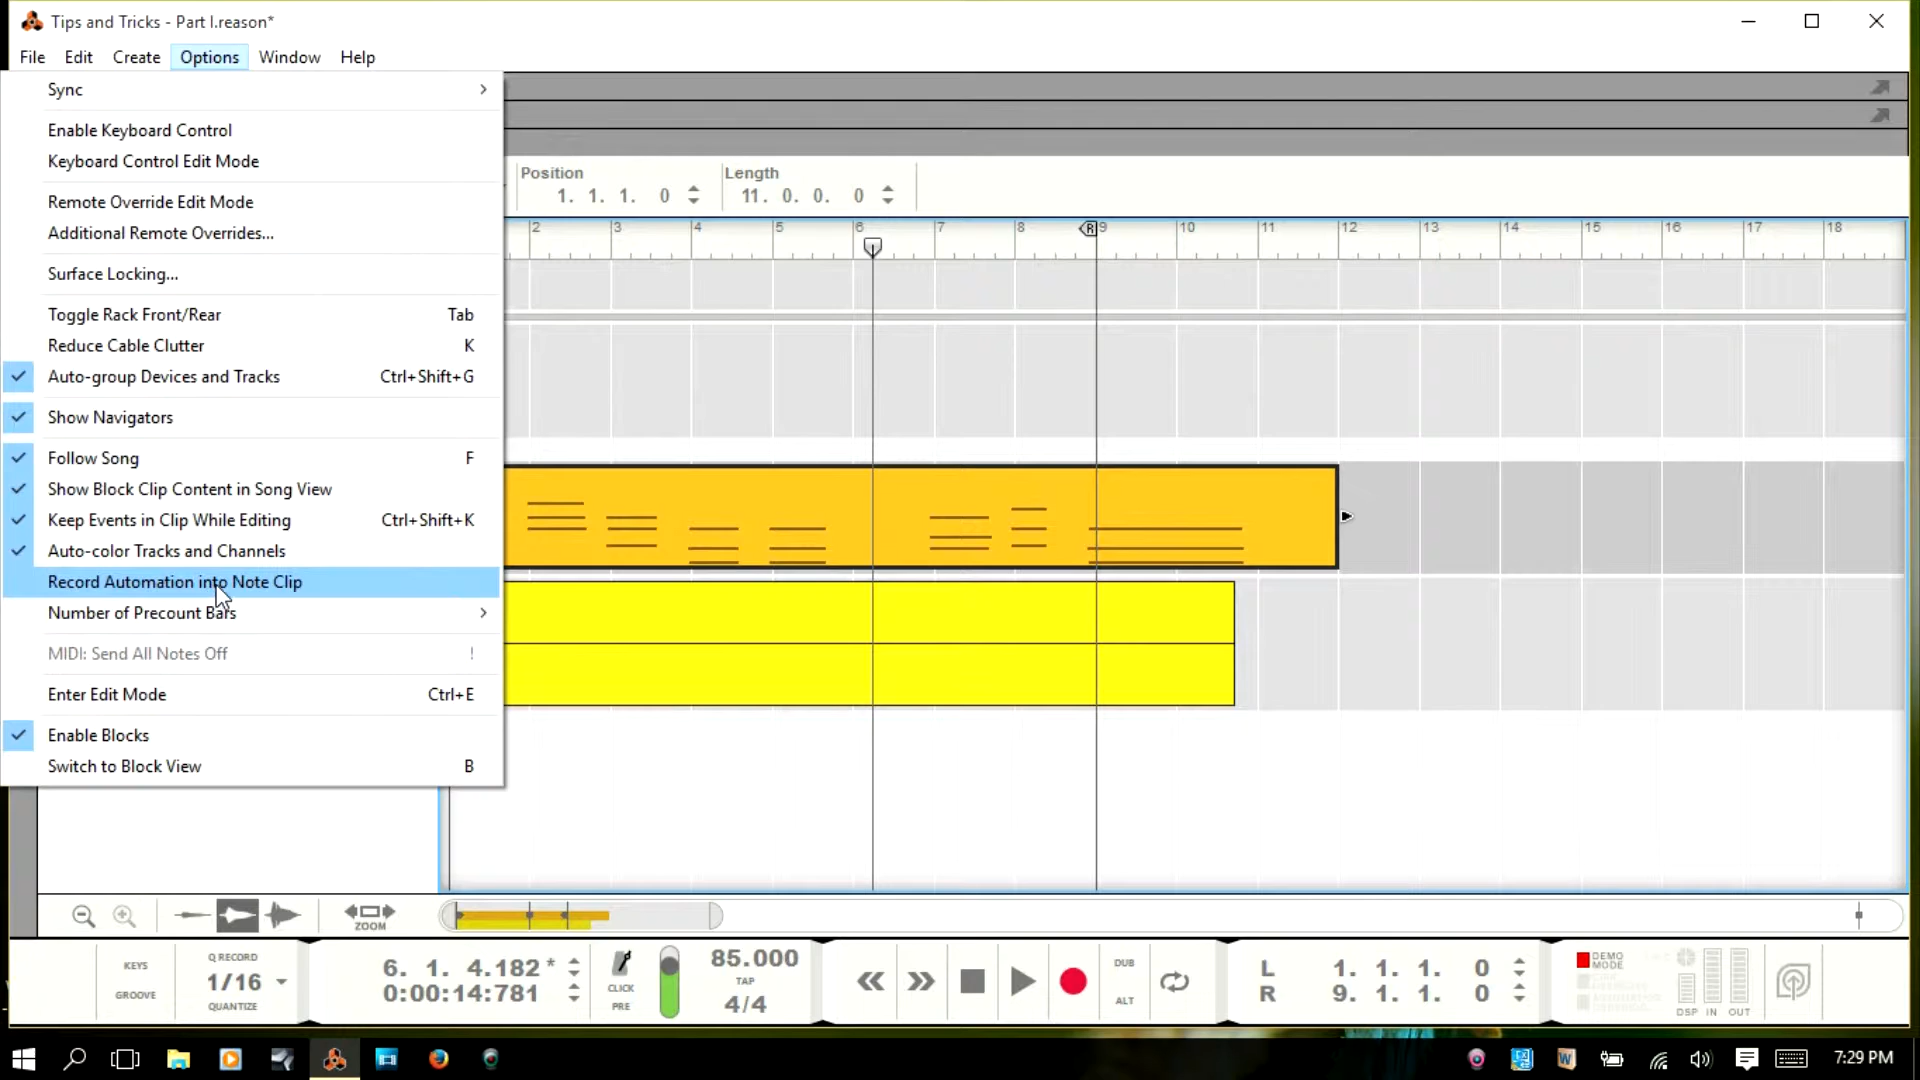 Tips and Tricks - Part I.reason*
File Edit Create Options Window Help
Sync
Enable Keyboard Control
Keyboard Control Edit Mode
Remote Override Edit Mode
Additional Remote Overrides...
Surface Locking...
Toggle Rack Front/Rear Tab
Reduce Cable Clutter K
Auto-group Devices and Tracks Ctrl+Shift+G
Show Navigators
Follow Song F
Show Block Clip Content in Song View
Keep Events in Clip While Editing Ctrl+Shift+K
Auto-color Tracks and Channels
Record Automation into Note Clip
Number of Precount Bars
MIDI: Send All Notes Off !
Enter Edit Mode Ctrl+E
Enable Blocks
Switch to Block View B
Position Length
1. 1. 1. 0 11. 0. 0. 0
2 3 4 5 6 7 8 R 9 10 11 12 13 14 15 16 17 18
ZOOM
KEYS
GROOVE
Q RECORD
1/16
QUANTIZE
6. 1. 4.182 *
0:00:14:781
CLICK
PRE
85.000
TAP
4/4
DUB
ALT
L 1. 1. 1. 0
R 9. 1. 1. 0
DEMO
MODE
DSP IN OUT
7:29 PM